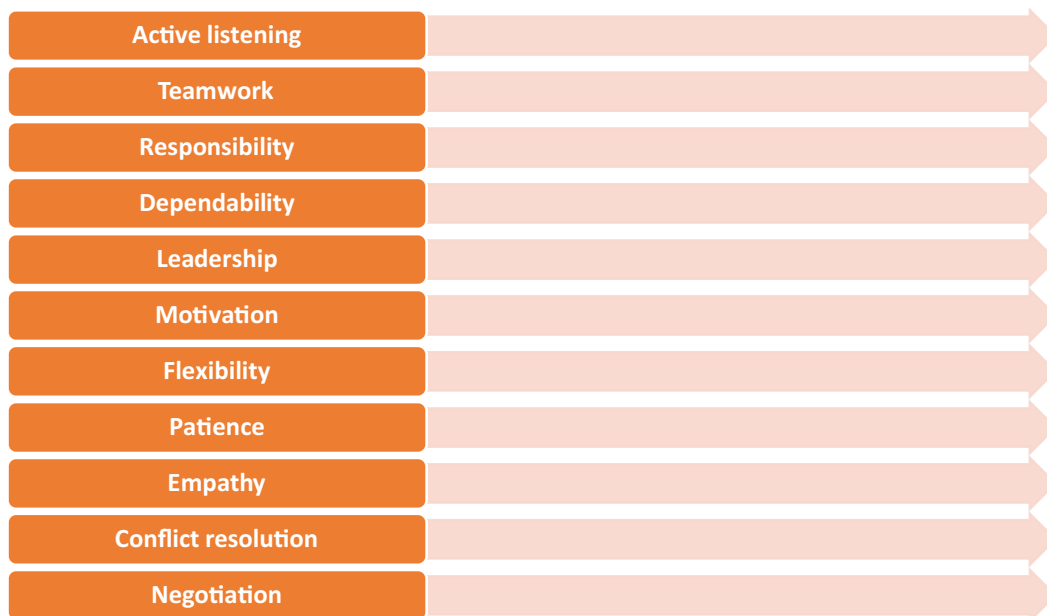 Active listening
Teamwork
Responsibility
Dependability
Leadership
Motivation
Flexibility
Patience
Empathy
Conflict resolution
Negotiation